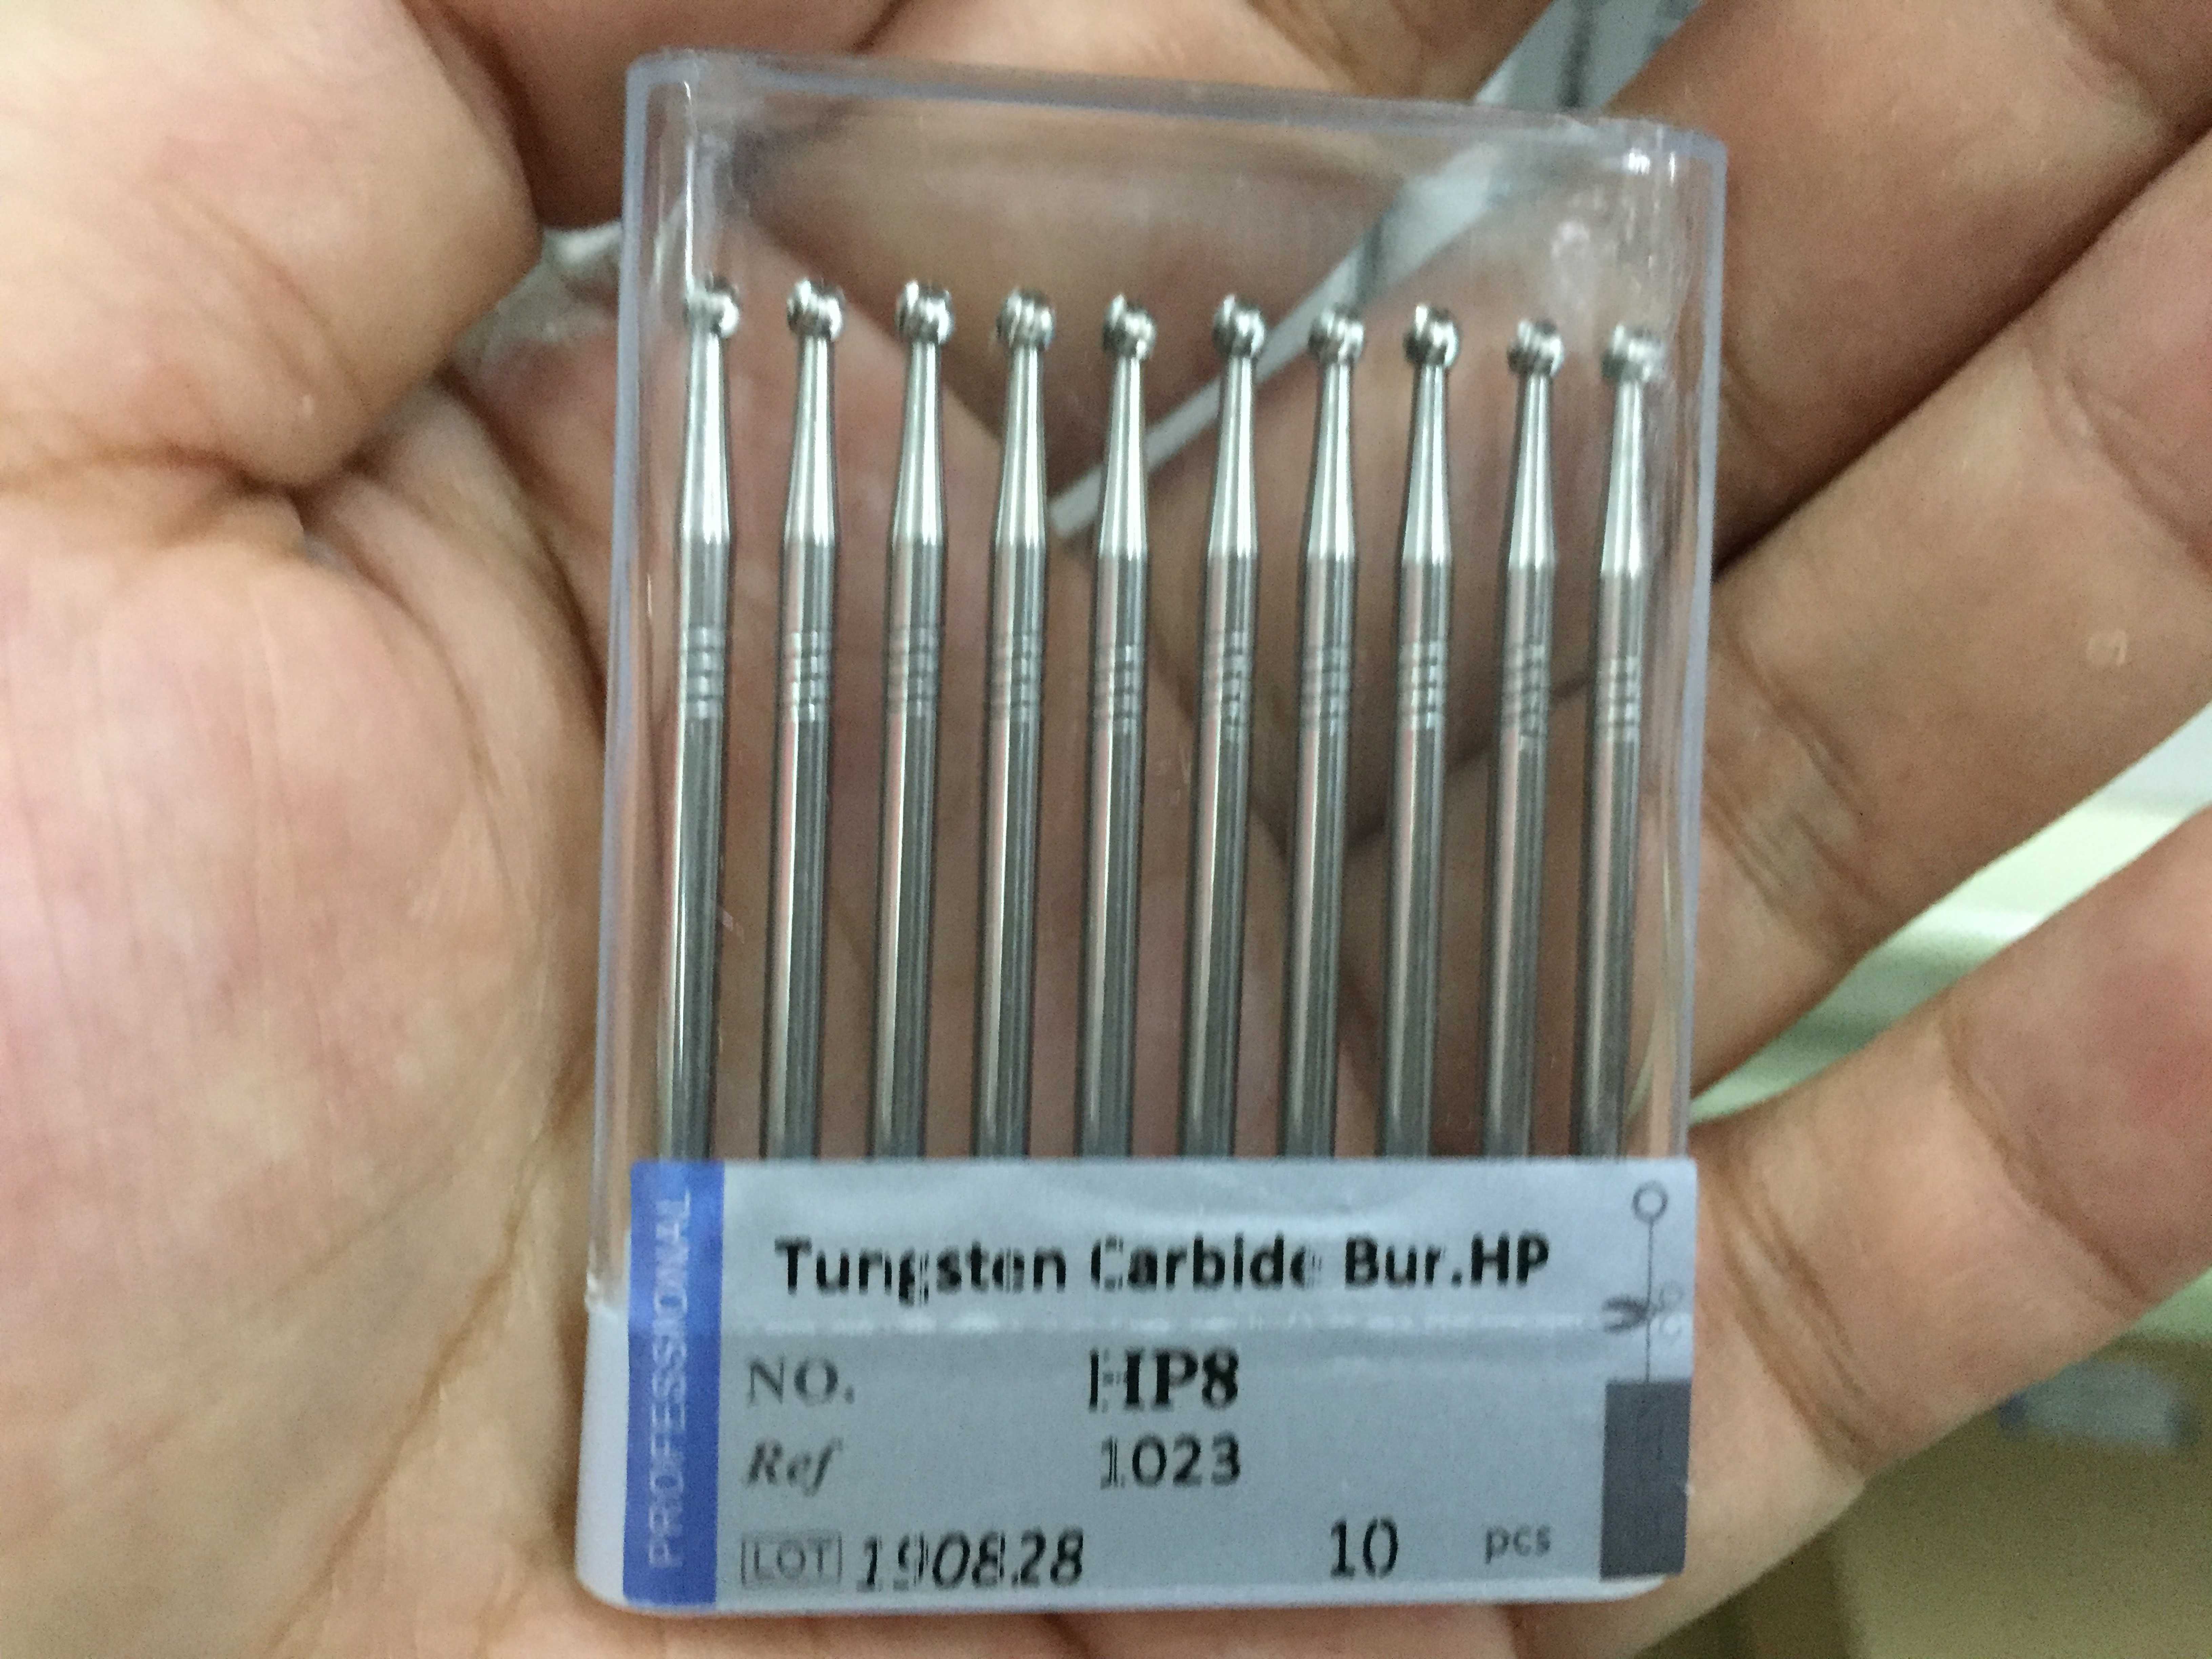 Tungsten Carbide Bur.HP
PROFESSIONAL
NO. HP8
Ref 1023
LOT 190828 10 pcs